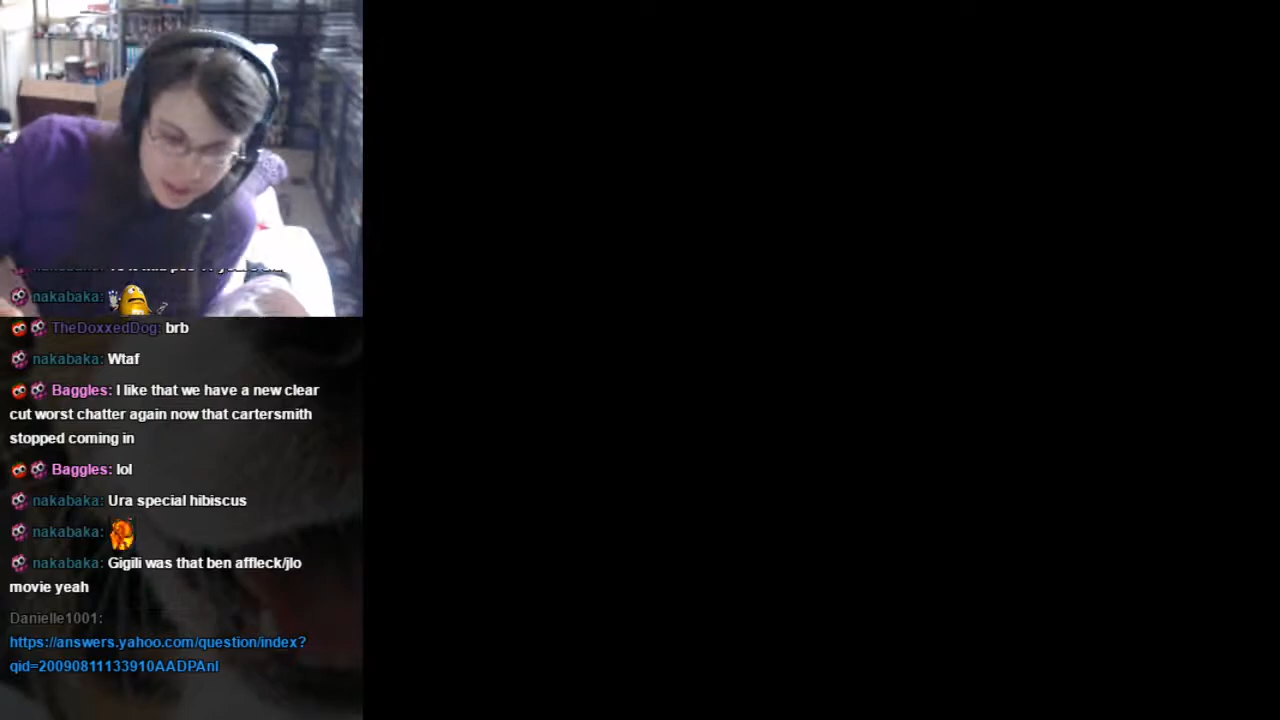 nakabaka:
TheDoxxedDog: brb
nakabaka: Wtaf
Baggles: I like that we have a new clear
cut worst chatter again now that cartersmith
stopped coming in
Baggles: lol
nakabaka: Ura special hibiscus
nakabaka:
nakabaka: Gigili was that ben affleck/jlo
movie yeah
Danielle1001:
https://answers.yahoo.com/question/index?
qid=20090811133910AADPAnl